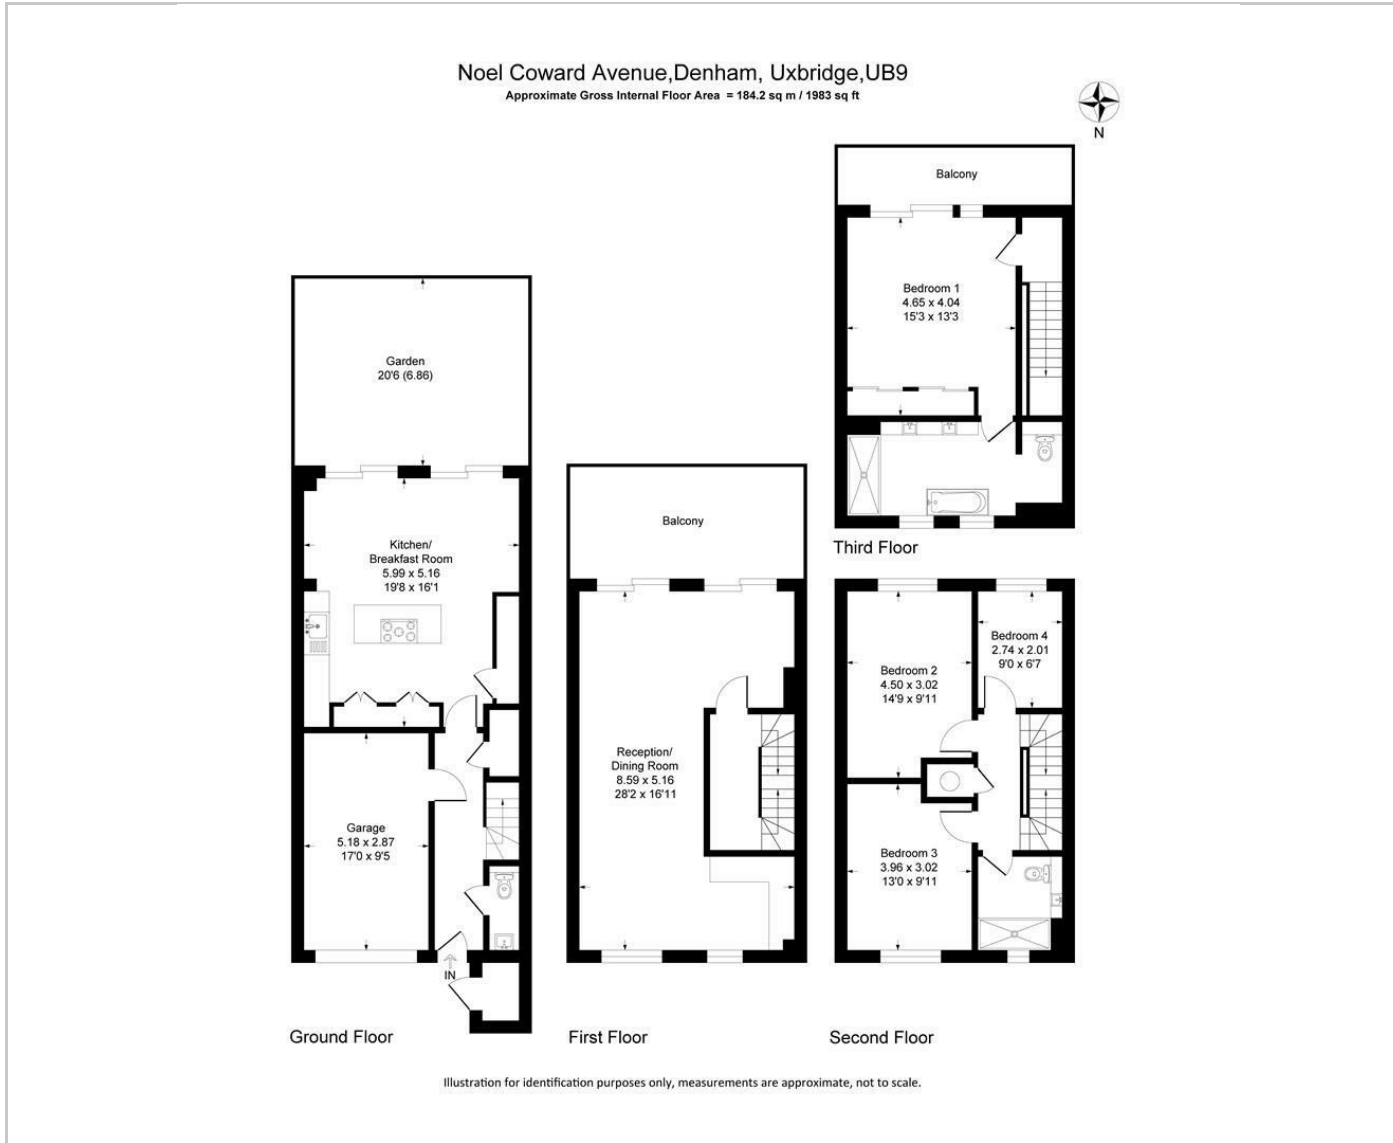 Noel Coward Avenue,Denham, Uxbridge,UB9
Approximate Gross Internal Floor Area = 184.2 sq m / 1983 sq ft
N
Balcony
Bedroom 1
4.65 x 4.04
15'3 x 13'3
Third Floor
Garden
20'6 (6.86)
Kitchen/
Breakfast Room
5.99 x 5.16
19'8 x 16'1
Garage
5.18 x 2.87
17'0 x 9'5
IN
Ground Floor
Balcony
Reception/
Dining Room
8.59 x 5.16
28'2 x 16'11
First Floor
Bedroom 2
4.50 x 3.02
14'9 x 9'11
Bedroom 4
2.74 x 2.01
9'0 x 6'7
Bedroom 3
3.96 x 3.02
13'0 x 9'11
Second Floor
Illustration for identification purposes only, measurements are approximate, not to scale.